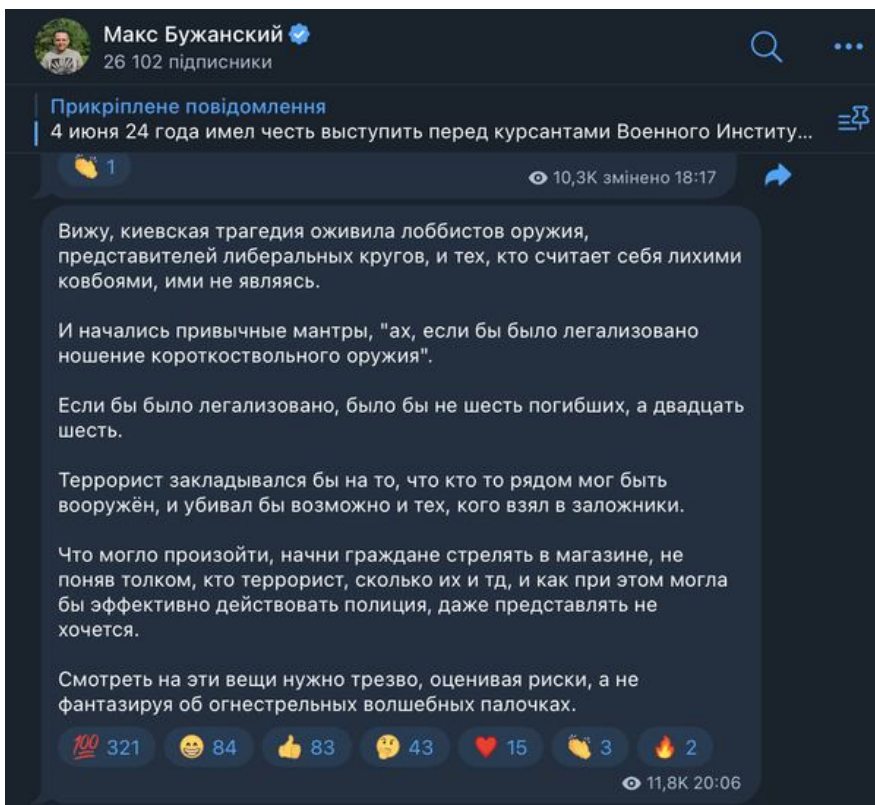 Макс Бужанский
26 102 підписники
Прикріплене повідомлення
4 июня 24 года имел честь выступить перед курсантами Военного Институ...
👏 1
10,3K змінено 18:17
Вижу, киевская трагедия оживила лоббистов оружия,
представителей либеральных кругов, и тех, кто считает себя лихими
ковбоями, ими не являясь.
И начались привычные мантры, "ах, если бы было легализовано
ношение короткоствольного оружия".
Если бы было легализовано, было бы не шесть погибших, а двадцать
шесть.
Террорист закладывался бы на то, что кто то рядом мог быть
вооружён, и убивал бы возможно и тех, кого взял в заложники.
Что могло произойти, начни граждане стрелять в магазине, не
поняв толком, кто террорист, сколько их и тд, и как при этом могла
бы эффективно действовать полиция, даже представлять не
хочется.
Смотреть на эти вещи нужно трезво, оценивая риски, а не
фантазируя об огнестрельных волшебных палочках.
💯 321 😁 84 👍 83 🤔 43 ❤️ 15 👏 3 🔥 2
11,8K 20:06